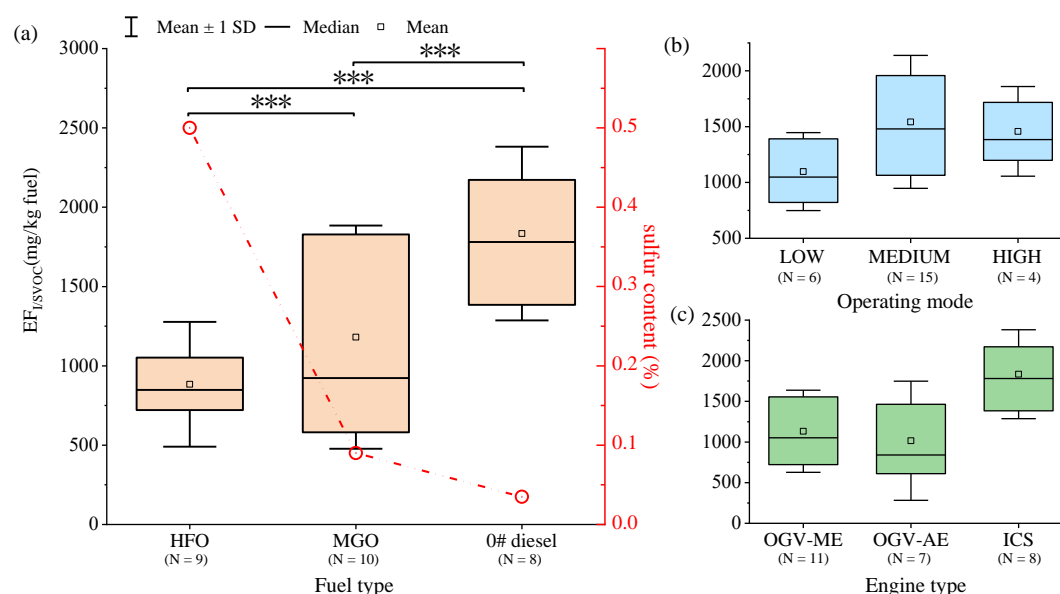 (a)
Mean ± 1 SD
Median
Mean
3000
2500
2000
1500
1000
500
0
EF_I/SVOC(mg/kg fuel)
***
***
***
0.5
0.4
0.3
0.2
0.1
0.0
sulfur content (%)
HFO
(N = 9)
MGO
(N = 10)
0# diesel
(N = 8)
Fuel type
(b)
2000
1500
1000
500
LOW
(N = 6)
MEDIUM
(N = 15)
HIGH
(N = 4)
Operating mode
(c)
2500
2000
1500
1000
500
0
OGV-ME
(N = 11)
OGV-AE
(N = 7)
ICS
(N = 8)
Engine type